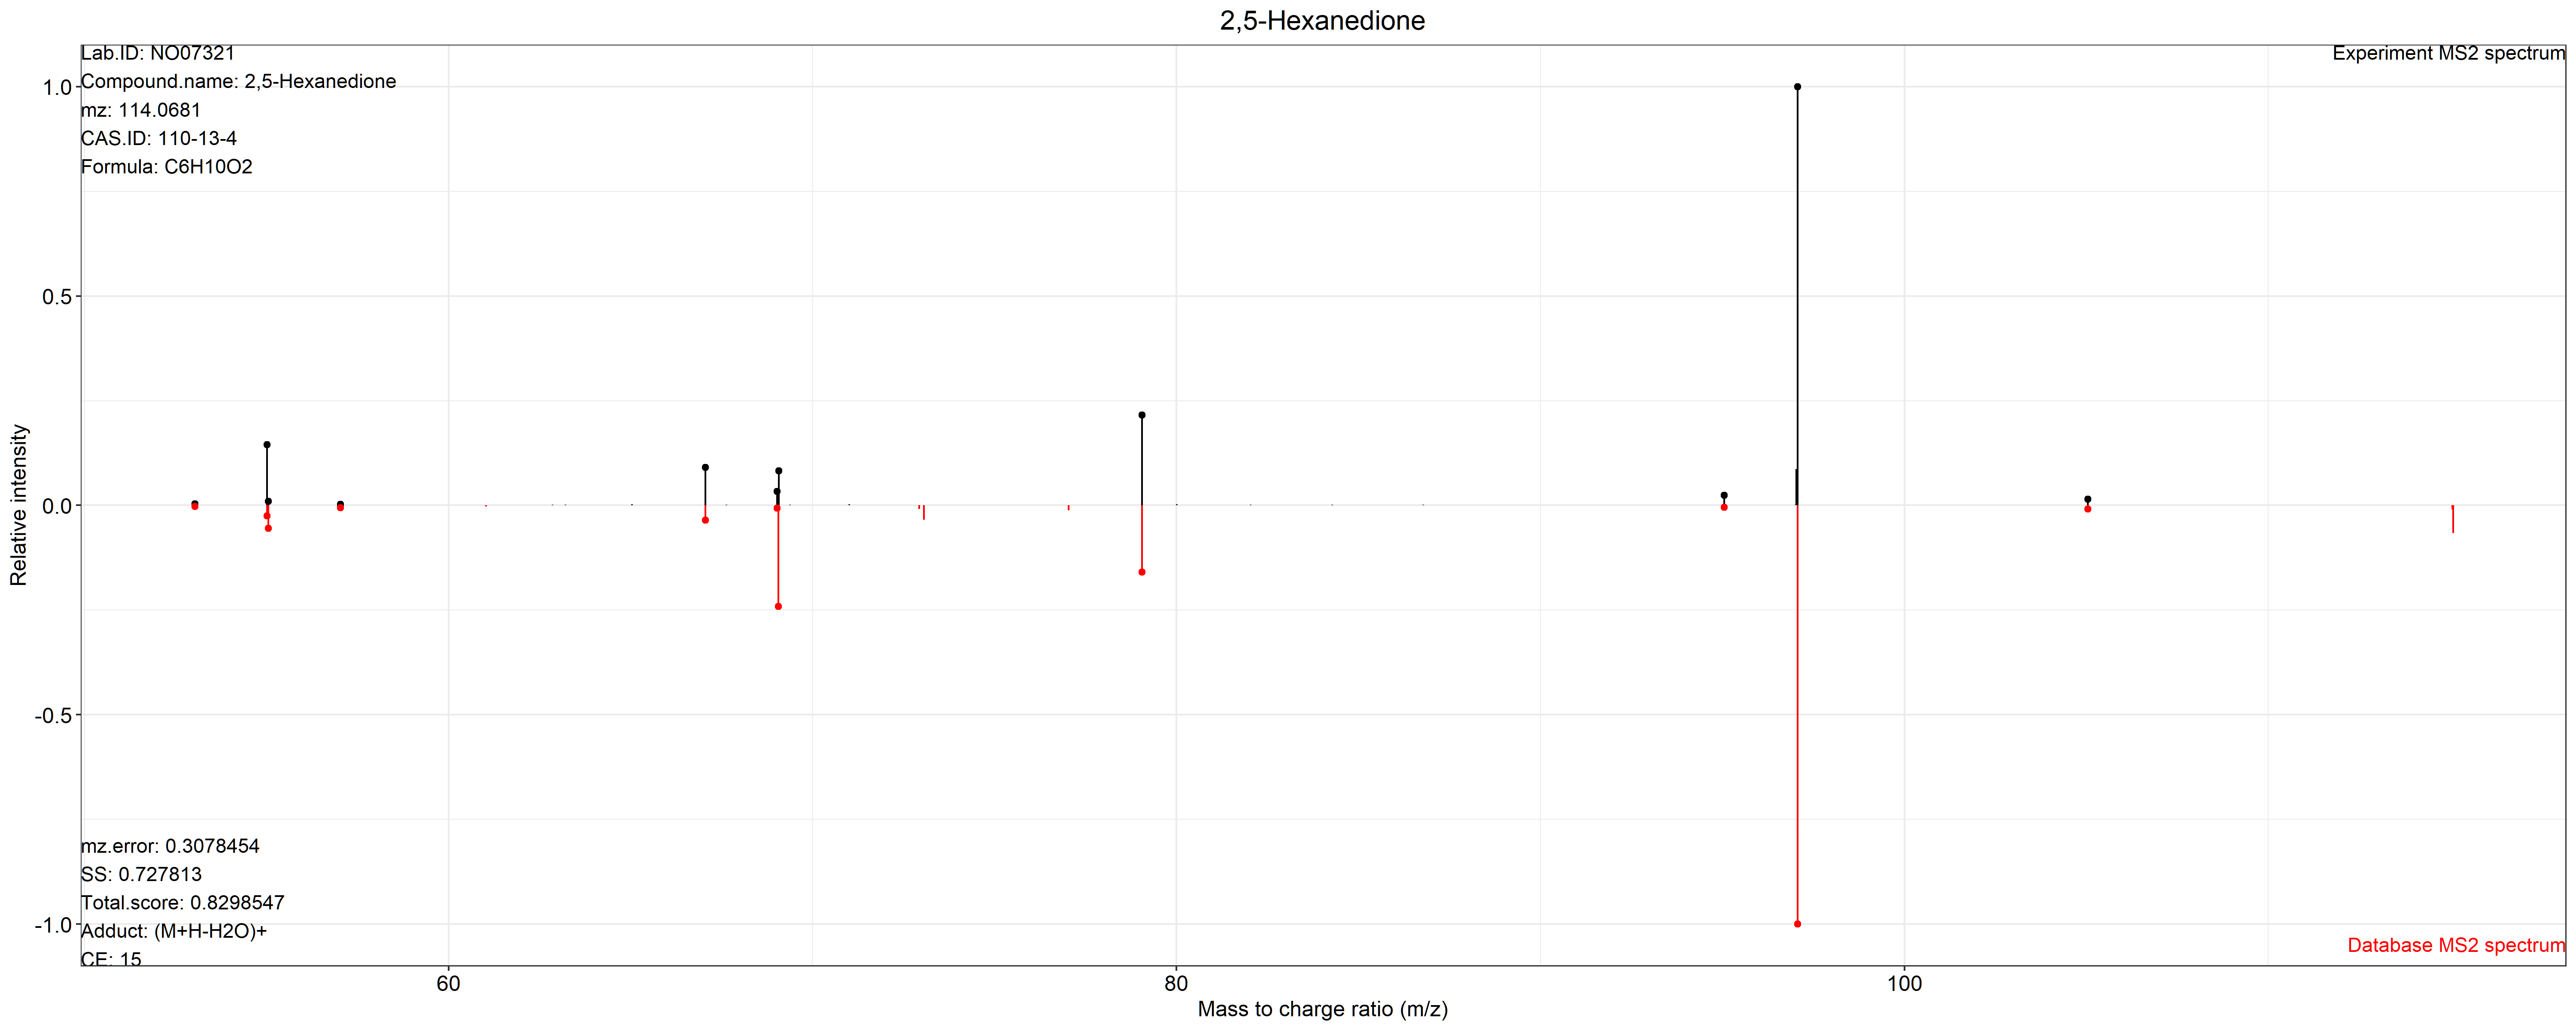 2,5-Hexanedione
Lab.ID: NO07321
Compound.name: 2,5-Hexanedione
mz: 114.0681
CAS.ID: 110-13-4
Formula: C6H10O2
Experiment MS2 spectrum
1.0
0.5
0.0
-0.5
-1.0
Relative intensity
mz.error: 0.3078454
SS: 0.727813
Total.score: 0.8298547
Adduct: (M+H-H2O)+
CE: 15
Database MS2 spectrum
60
80
100
Mass to charge ratio (m/z)